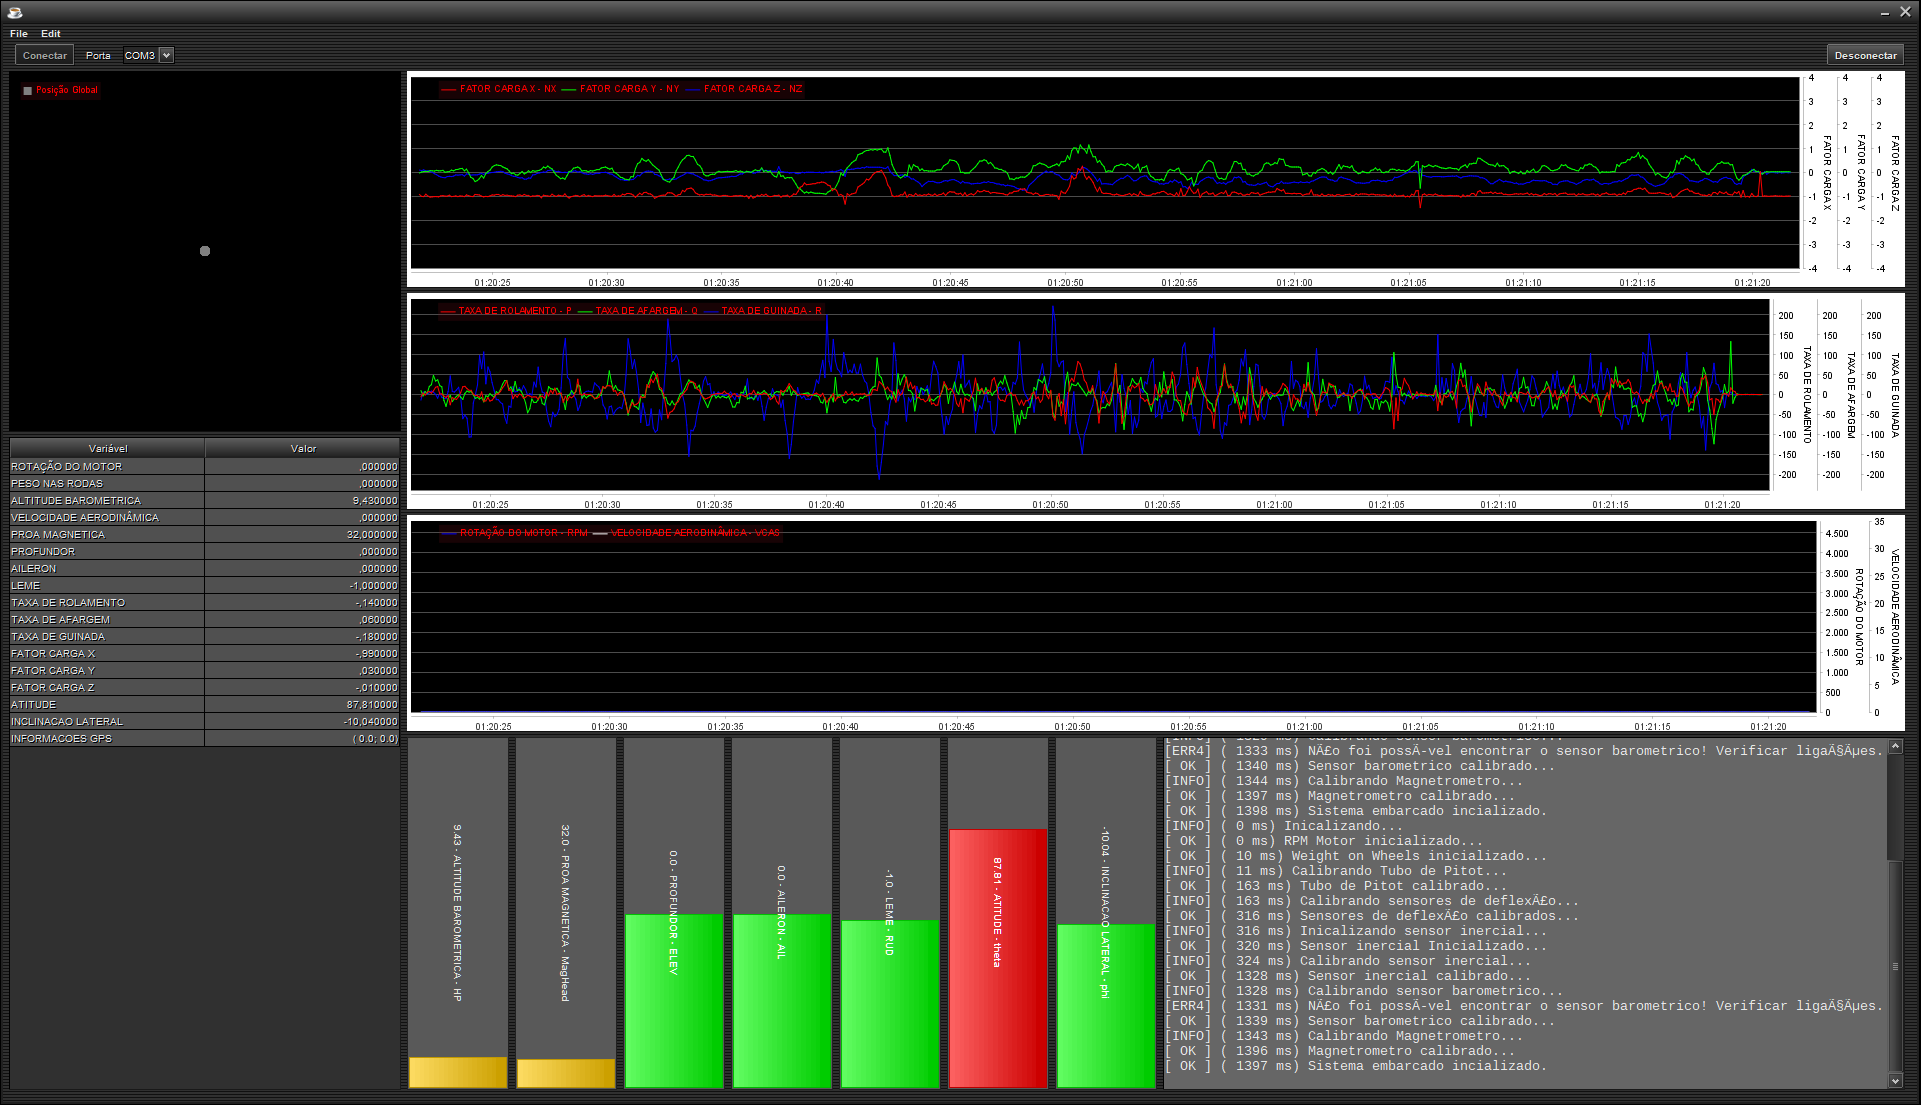 File Edit
Conectar Porta COM3 Desconectar
Posição Global
Variável Valor
ROTAÇÃO DO MOTOR ,000000
PESO NAS RODAS ,000000
ALTITUDE BAROMETRICA 9,430000
VELOCIDADE AERODINÂMICA ,000000
PROA MAGNETICA 32,000000
PROFUNDOR ,000000
AILERON ,000000
LEME -1,000000
TAXA DE ROLAMENTO -,140000
TAXA DE AFARGEM ,060000
TAXA DE GUINADA -,180000
FATOR CARGA X -,990000
FATOR CARGA Y ,030000
FATOR CARGA Z -,010000
ATITUDE 87,810000
INCLINACAO LATERAL -10,040000
INFORMACOES GPS ( 0.0; 0.0)
FATOR CARGA X - NX FATOR CARGA Y - NY FATOR CARGA Z - NZ
4 4 4
3 3 3
2 2 2
1 1 1
0 0 0
-1 -1 -1
-2 -2 -2
-3 -3 -3
-4 -4 -4
FATOR CARGA X
FATOR CARGA Y
FATOR CARGA Z
01:20:25 01:20:30 01:20:35 01:20:40 01:20:45 01:20:50 01:20:55 01:21:00 01:21:05 01:21:10 01:21:15 01:21:20
TAXA DE ROLAMENTO - P TAXA DE AFARGEM - Q TAXA DE GUINADA - R
200 200 200
150 150 150
100 100 100
50 50 50
0 0 0
-50 -50 -50
-100 -100 -100
-150 -150 -150
-200 -200 -200
TAXA DE ROLAMENTO
TAXA DE AFARGEM
TAXA DE GUINADA
01:20:25 01:20:30 01:20:35 01:20:40 01:20:45 01:20:50 01:20:55 01:21:00 01:21:05 01:21:10 01:21:15 01:21:20
ROTAÇÃO DO MOTOR - RPM VELOCIDADE AERODINÂMICA - VCAS
4.500
4.000
3.500
3.000
2.500
2.000
1.500
1.000
500
0
ROTAÇÃO DO MOTOR
35
30
25
20
15
10
5
0
VELOCIDADE AERODINÂMICA
01:20:25 01:20:30 01:20:35 01:20:40 01:20:45 01:20:50 01:20:55 01:21:00 01:21:05 01:21:10 01:21:15 01:21:20
9.43 - ALTITUDE BAROMETRICA - HP
32.0 - PROA MAGNETICA - MagHead
0.0 - PROFUNDOR - ELEV
0.0 - AILERON - AIL
-1.0 - LEME - RUD
87.81 - ATITUDE - theta
-10.04 - INCLINACAO LATERAL - phi
[ERR4] ( 1333 ms) NÃ£o foi possÃ­vel encontrar o sensor barometrico! Verificar ligaÃ§Ãµes.
[ OK ] ( 1340 ms) Sensor barometrico calibrado...
[INFO] ( 1344 ms) Calibrando Magnetrometro...
[ OK ] ( 1397 ms) Magnetrometro calibrado...
[ OK ] ( 1398 ms) Sistema embarcado incializado.
[INFO] ( 0 ms) Inicalizando...
[ OK ] ( 0 ms) RPM Motor inicializado...
[ OK ] ( 10 ms) Weight on Wheels inicializado...
[INFO] ( 11 ms) Calibrando Tubo de Pitot...
[ OK ] ( 163 ms) Tubo de Pitot calibrado...
[INFO] ( 163 ms) Calibrando sensores de deflexÃ£o...
[ OK ] ( 316 ms) Sensores de deflexÃ£o calibrados...
[INFO] ( 316 ms) Inicalizando sensor inercial...
[ OK ] ( 320 ms) Sensor inercial Inicializado...
[INFO] ( 324 ms) Calibrando sensor inercial...
[ OK ] ( 1328 ms) Sensor inercial calibrado...
[INFO] ( 1328 ms) Calibrando sensor barometrico...
[ERR4] ( 1331 ms) NÃ£o foi possÃ­vel encontrar o sensor barometrico! Verificar ligaÃ§Ãµes.
[ OK ] ( 1339 ms) Sensor barometrico calibrado...
[INFO] ( 1343 ms) Calibrando Magnetrometro...
[ OK ] ( 1396 ms) Magnetrometro calibrado...
[ OK ] ( 1397 ms) Sistema embarcado incializado.